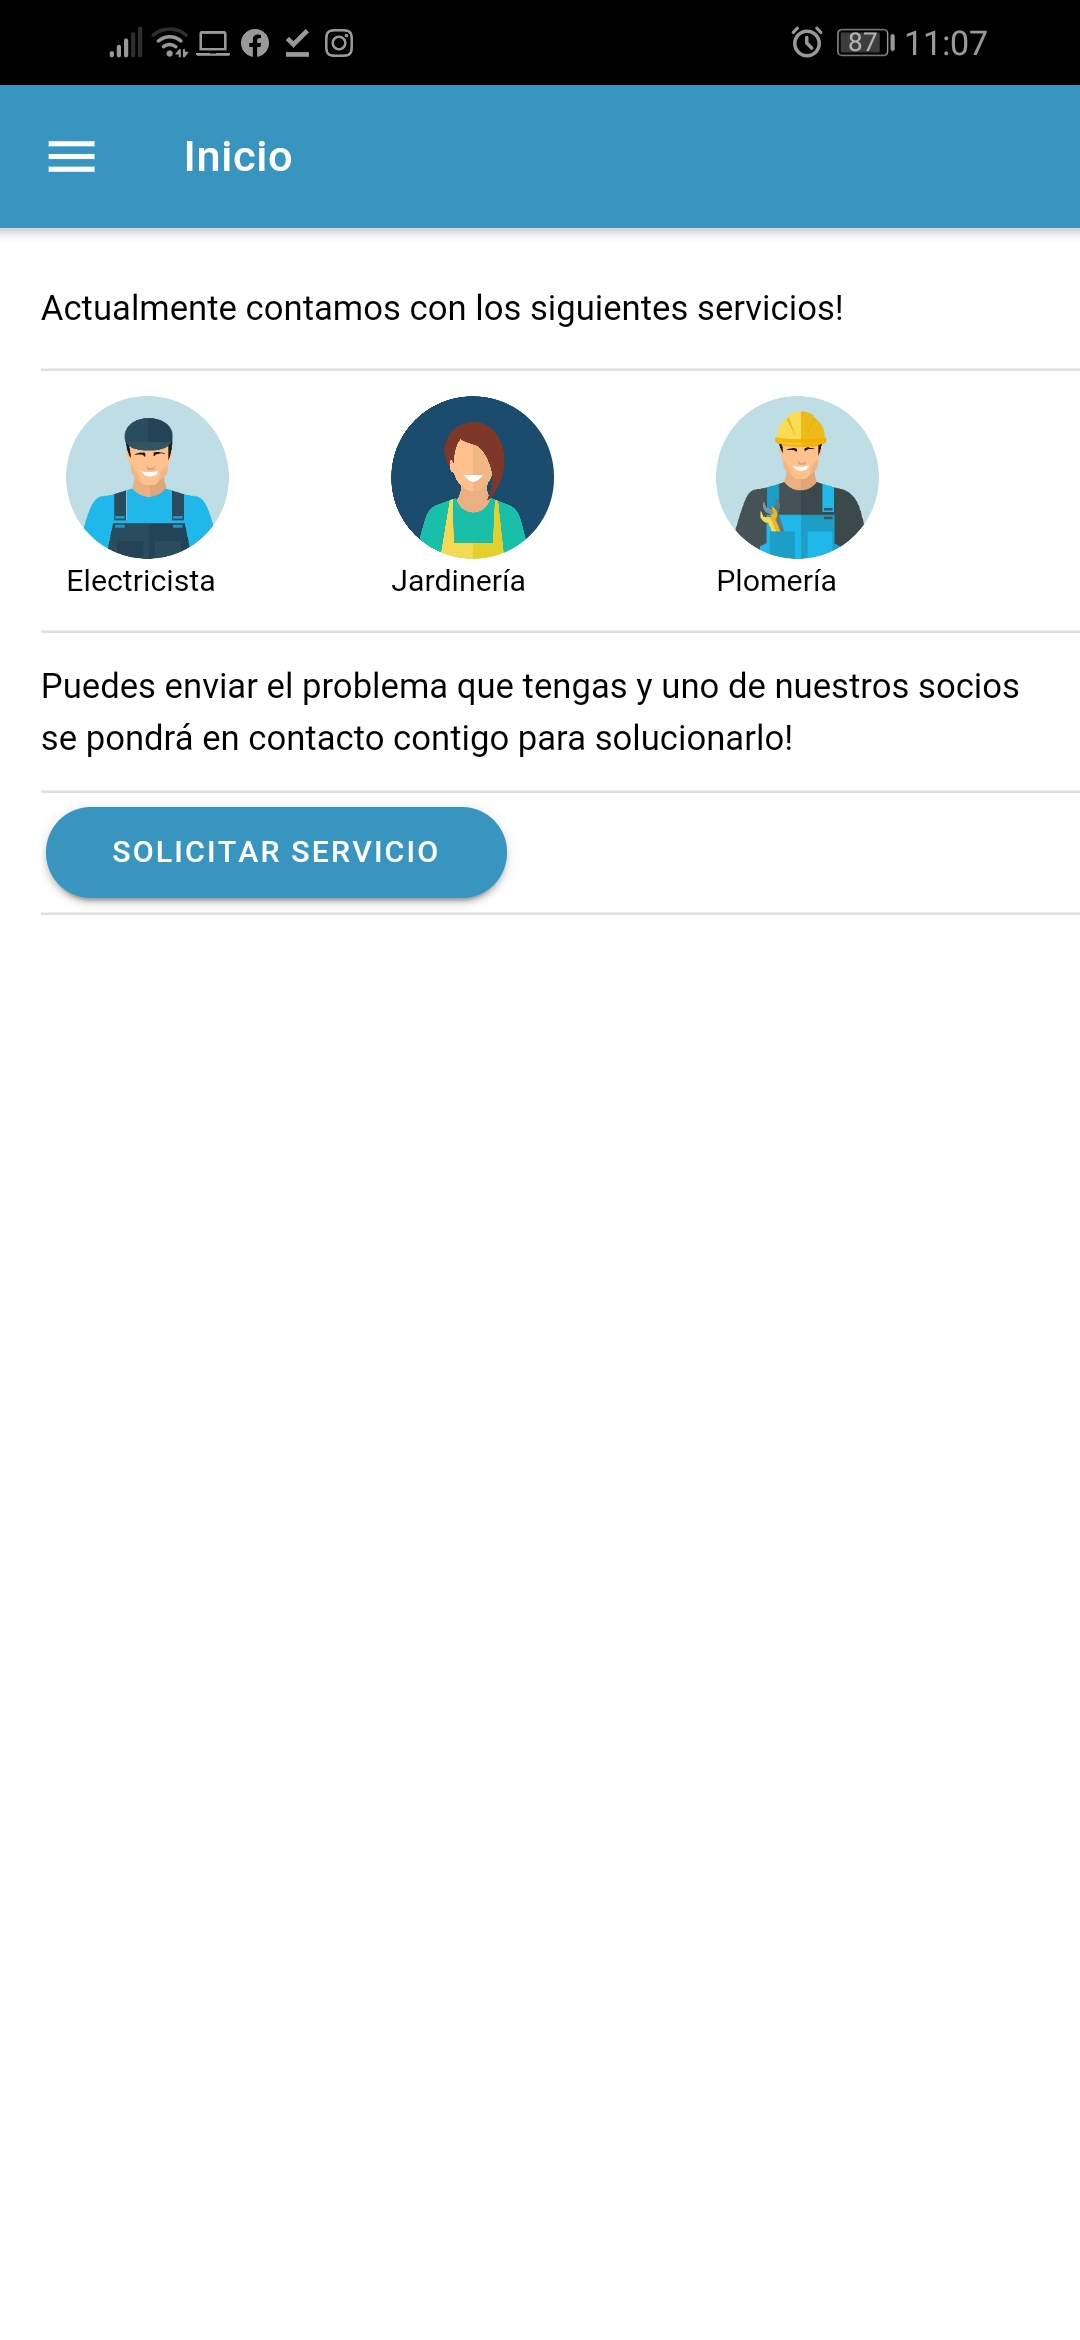 87 11:07
Inicio
Actualmente contamos con los siguientes servicios!
Electricista Jardinería Plomería
Puedes enviar el problema que tengas y uno de nuestros socios
se pondrá en contacto contigo para solucionarlo!
SOLICITAR SERVICIO